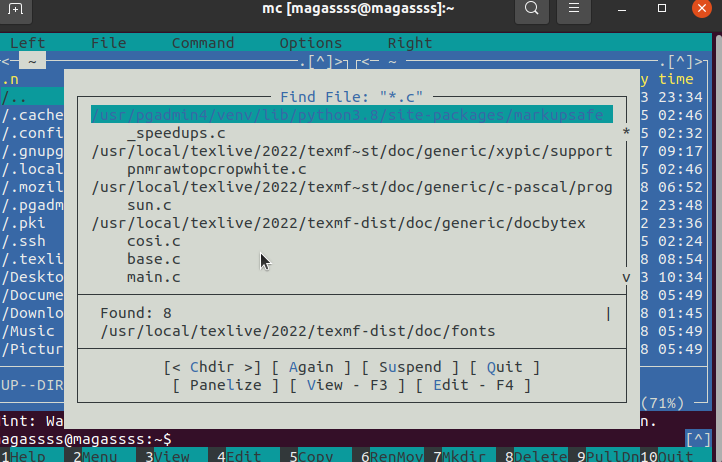 mc [magassss@magassss]:~
Left File Command Options Right
<— ~ .[^]>┐┌<— ~ .[^]>
.n y time
/.. 3 23:34
/.cache 5 02:46
/.confi 5 02:32
/.gnupg 7 09:17
/.local 5 02:46
/.mozil 8 06:52
/.pgadm 2 23:48
/.pki 2 23:36
/.ssh 5 02:24
/.texli 8 08:54
/Deskto 3 10:34
/Docume 8 05:49
/Downlo 8 01:45
/Music 8 05:49
/Pictur 8 05:49
UP--DIR
(71%)
Find File: "*.c"
/usr/pgadmin4/venv/lib/python3.8/site-packages/markupsafe
_speedups.c *
/usr/local/texlive/2022/texmf~st/doc/generic/xypic/support
pnmrawtopcropwhite.c
/usr/local/texlive/2022/texmf~st/doc/generic/c-pascal/prog
sun.c
/usr/local/texlive/2022/texmf-dist/doc/generic/docbytex
cosi.c
base.c
main.c v
Found: 8 |
/usr/local/texlive/2022/texmf-dist/doc/fonts
[< Chdir >] [ Again ] [ Suspend ] [ Quit ]
[ Panelize ] [ View - F3 ] [ Edit - F4 ]
int: Wa n.
agassss@magassss:~$ [^]
1Help 2Menu 3View 4Edit 5Copy 6RenMov 7Mkdir 8Delete 9PullDn 10Quit